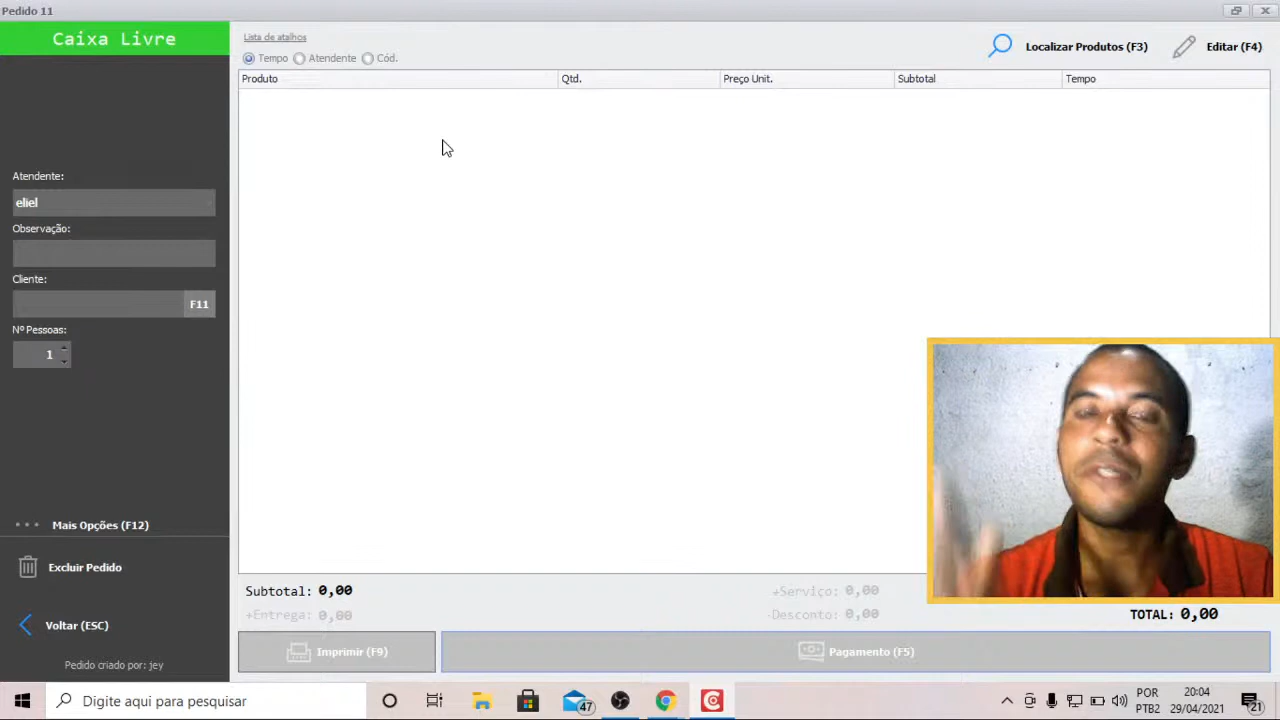 Pedido 11
Caixa Livre
Lista de atalhos
Tempo Atendente Cód.
Localizar Produtos (F3) Editar (F4)
Produto Qtd. Preço Unit. Subtotal Tempo
Atendente:
eliel
Observação:
Cliente:
F11
Nº Pessoas:
1
Mais Opções (F12)
Excluir Pedido
Voltar (ESC)
Pedido criado por: jey
Subtotal: 0,00
+Serviço: 0,00
+Entrega: 0,00
-Desconto: 0,00
TOTAL: 0,00
Imprimir (F9)
Pagamento (F5)
Digite aqui para pesquisar
47
POR
PTB2
20:04
29/04/2021
21